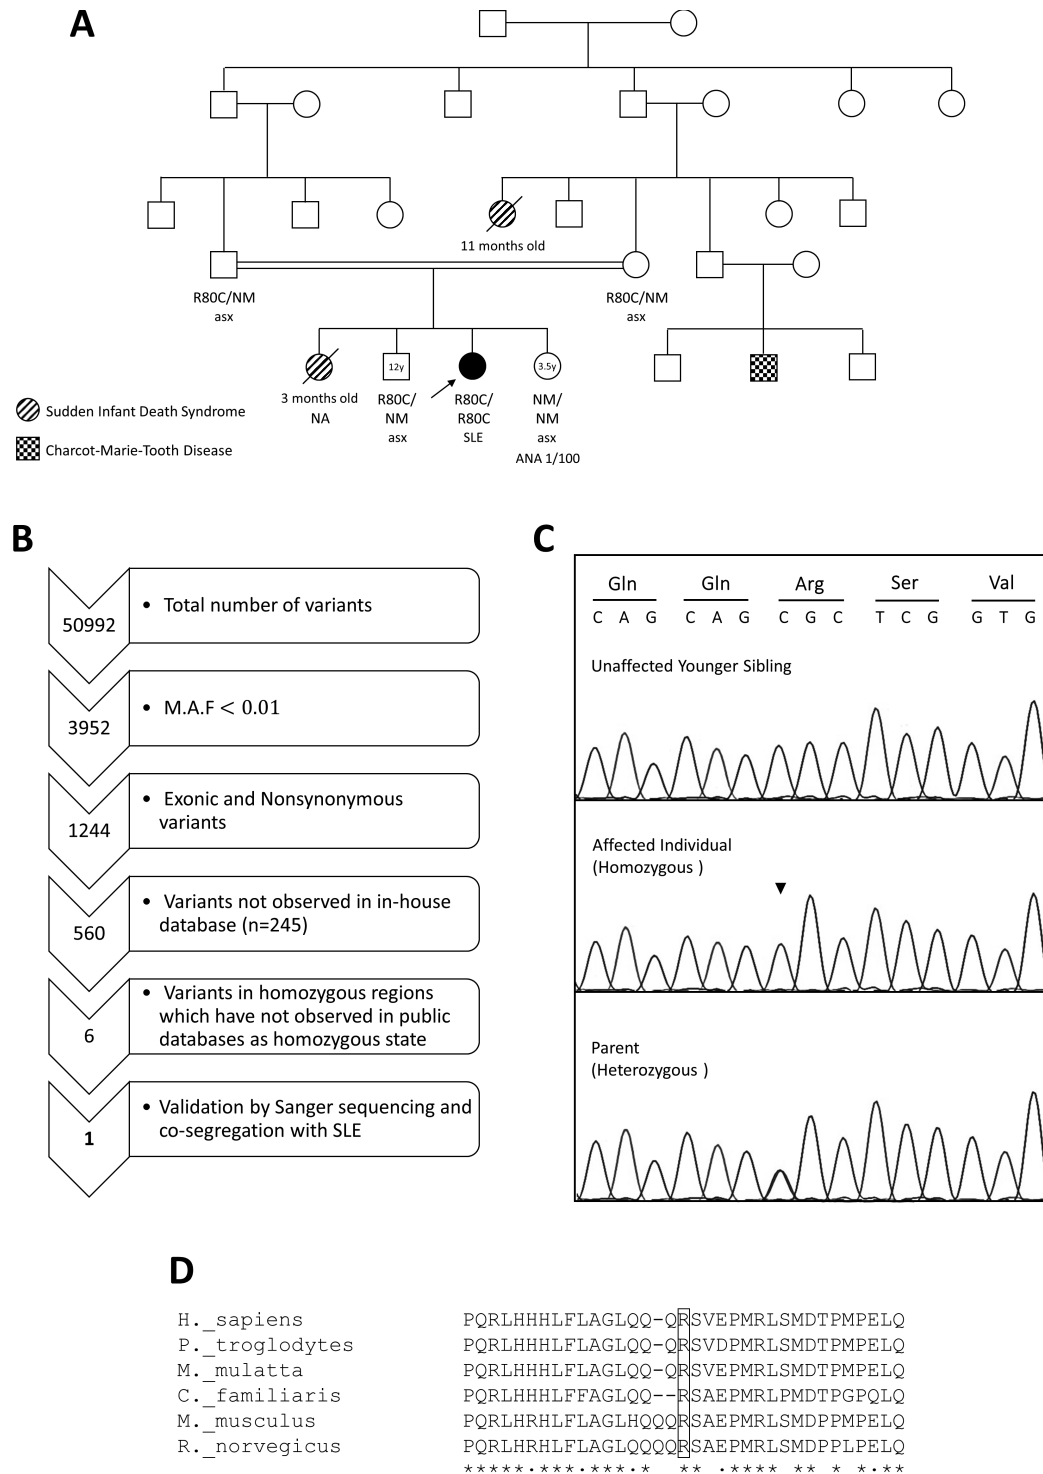 A
11 months old
R80C/NM
asx
R80C/NM
asx
12y
3.5y
3 months old
NA
R80C/
NM
asx
R80C/
R80C
SLE
NM/
NM
asx
ANA 1/100
Sudden Infant Death Syndrome
Charcot-Marie-Tooth Disease
B
50992
• Total number of variants
3952
• M.A.F < 0.01
1244
• Exonic and Nonsynonymous
variants
560
• Variants not observed in in-house
database (n=245)
6
• Variants in homozygous regions
which have not observed in public
databases as homozygous state
1
• Validation by Sanger sequencing and
co-segregation with SLE
C
Gln Gln Arg Ser Val
C A G C A G C G C T C G G T G
Unaffected Younger Sibling
Affected Individual
(Homozygous )
Parent
(Heterozygous )
D
H._sapiens PQRLHHHLFLAGLQQ-QRSVEPMRLSMDTPMPELQ
P._troglodytes PQRLHHHLFLAGLQQ-QRSVDPMRLSMDTPMPELQ
M._mulatta PQRLHHHLFLAGLQQ-QRSVEPMRLSMDTPMPELQ
C._familiaris PQRLHHHLFFAGLQQ--RSAEPMRLPMDTPGPQLQ
M._musculus PQRLHRHLFLAGLHQQQRSAEPMRLSMDPPMPELQ
R._norvegicus PQRLHRHLFLAGLQQQQRSAEPMRLSMDPPLPELQ
*****.***.***.* ** .**** ** * *.**